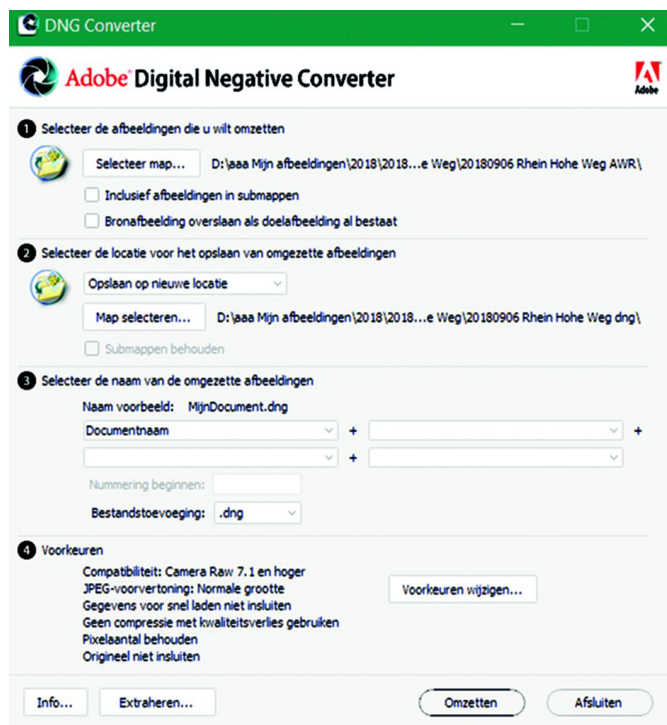 DNG Converter
Adobe® Digital Negative Converter
Adobe
1 Selecteer de afbeeldingen die u wilt omzetten
Selecteer map... D:\aaa Mijn afbeeldingen\2018\2018...e Weg\20180906 Rhein Hohe Weg AWR\
Inclusief afbeeldingen in submappen
Bronafbeelding overslaan als doelafbeelding al bestaat
2 Selecteer de locatie voor het opslaan van omgezette afbeeldingen
Opslaan op nieuwe locatie
Map selecteren... D:\aaa Mijn afbeeldingen\2018\2018...e Weg\20180906 Rhein Hohe Weg dng\
Submappen behouden
3 Selecteer de naam van de omgezette afbeeldingen
Naam voorbeeld: MijnDocument.dng
Documentnaam + +
+
Nummering beginnen:
Bestandstoevoeging: .dng
4 Voorkeuren
Compatibiliteit: Camera Raw 7.1 en hoger
JPEG-voorvertoning: Normale grootte
Voorkeuren wijzigen...
Gegevens voor snel laden niet insluiten
Geen compressie met kwaliteitsverlies gebruiken
Pixelaantal behouden
Origineel niet insluiten
Info... Extraheren... Omzetten Afsluiten